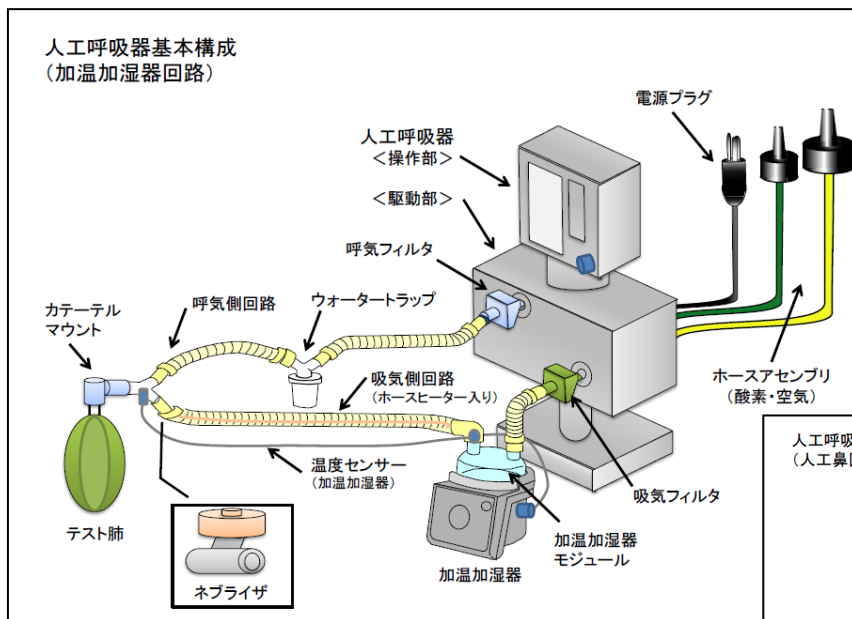 人工呼吸器基本構成
（加温加湿器回路）
電源プラグ
人工呼吸器
＜操作部＞
＜駆動部＞
呼気フィルタ
ウォータートラップ
呼気側回路
カテーテル
マウント
吸気側回路
（ホースヒーター入り）
ホースアセンブリ
（酸素・空気）
温度センサー
（加温加湿器）
吸気フィルタ
テスト肺
加温加湿器
モジュール
加温加湿器
ネブライザ
人工呼吸
（人工鼻回